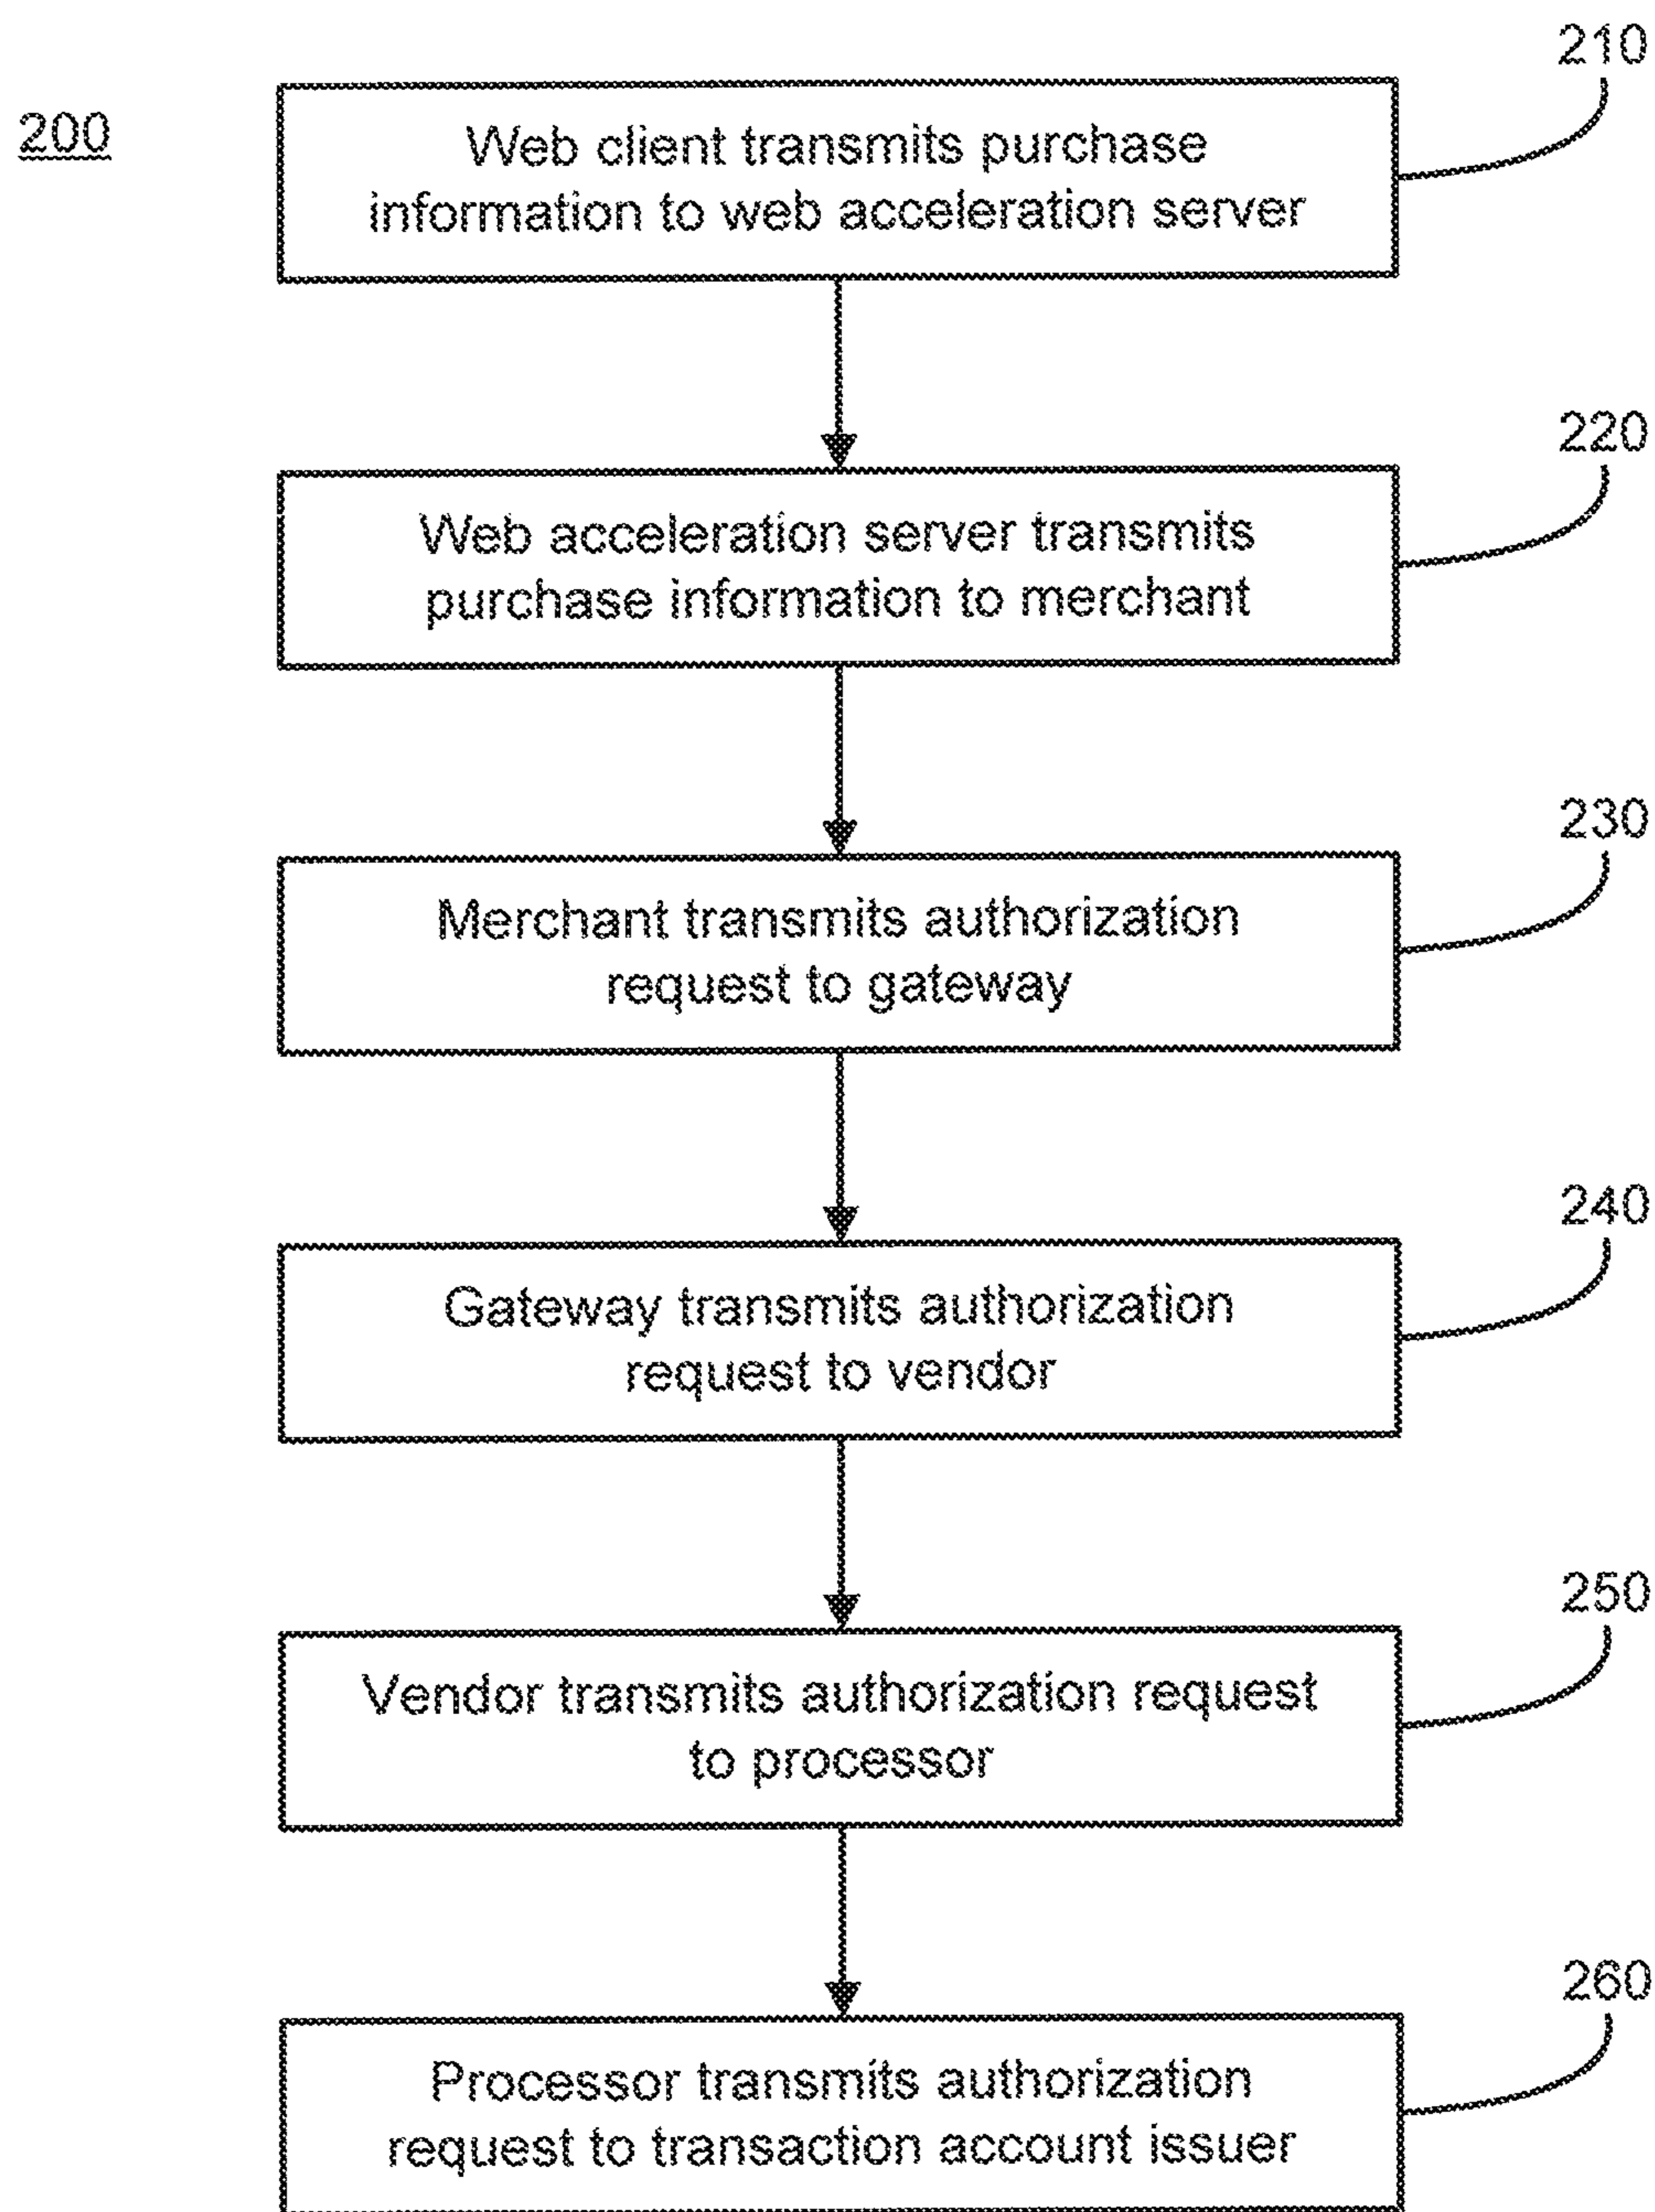 200
210
Web client transmits purchase
information to web acceleration server
220
Web acceleration server transmits
purchase information to merchant
230
Merchant transmits authorization
request to gateway
240
Gateway transmits authorization
request to vendor
250
Vendor transmits authorization request
to processor
260
Processor transmits authorization
request to transaction account issuer